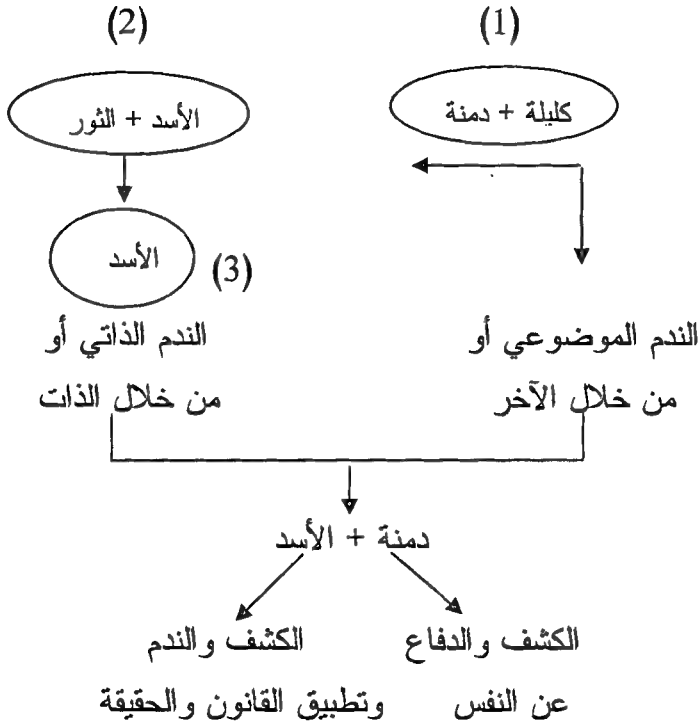 (1)
(2)
كليلة + دمنة
الأسد + الثور
الأسد
(3)
الندم الموضوعي أو
من خلال الآخر
الندم الذاتي أو
من خلال الذات
دمنة + الأسد
الكشف والدفاع
عن النفس
الكشف والندم
وتطبيق القانون والحقيقة